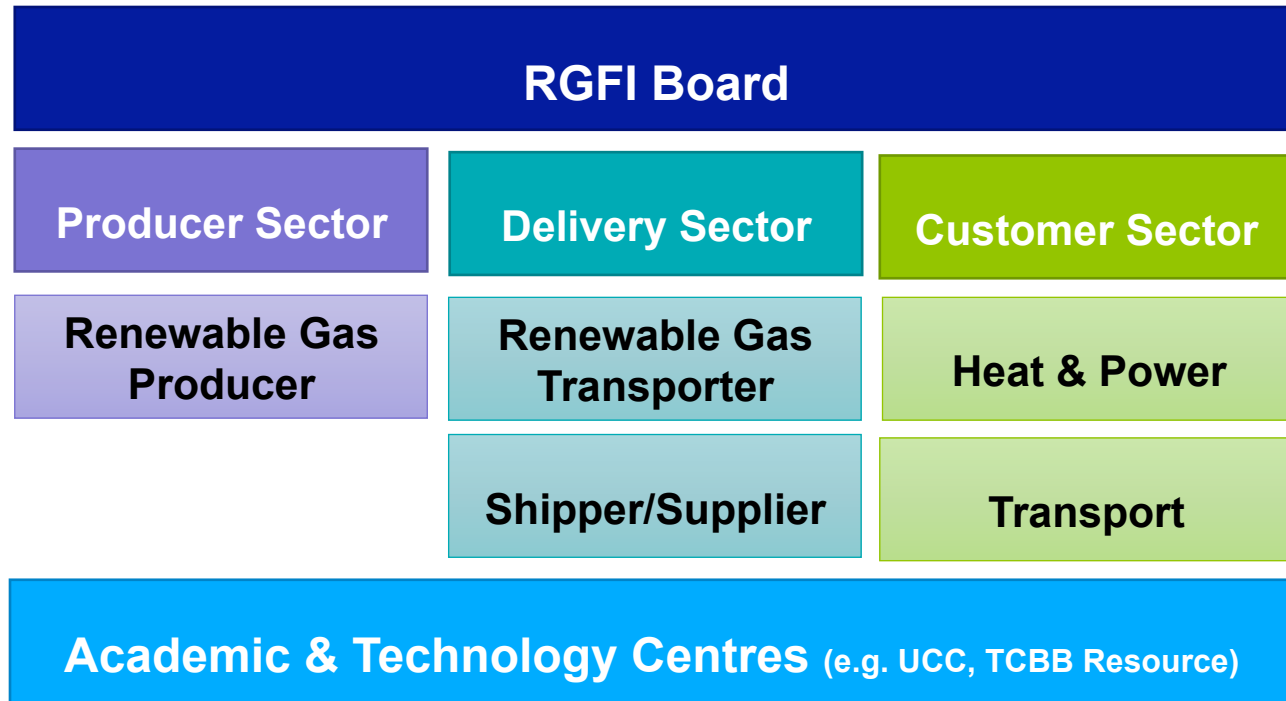 RGFI Board
Producer Sector
Delivery Sector
Customer Sector
Renewable Gas
Producer
Renewable Gas
Transporter
Heat & Power
Shipper/Supplier
Transport
Academic & Technology Centres (e.g. UCC, TCBB Resource)